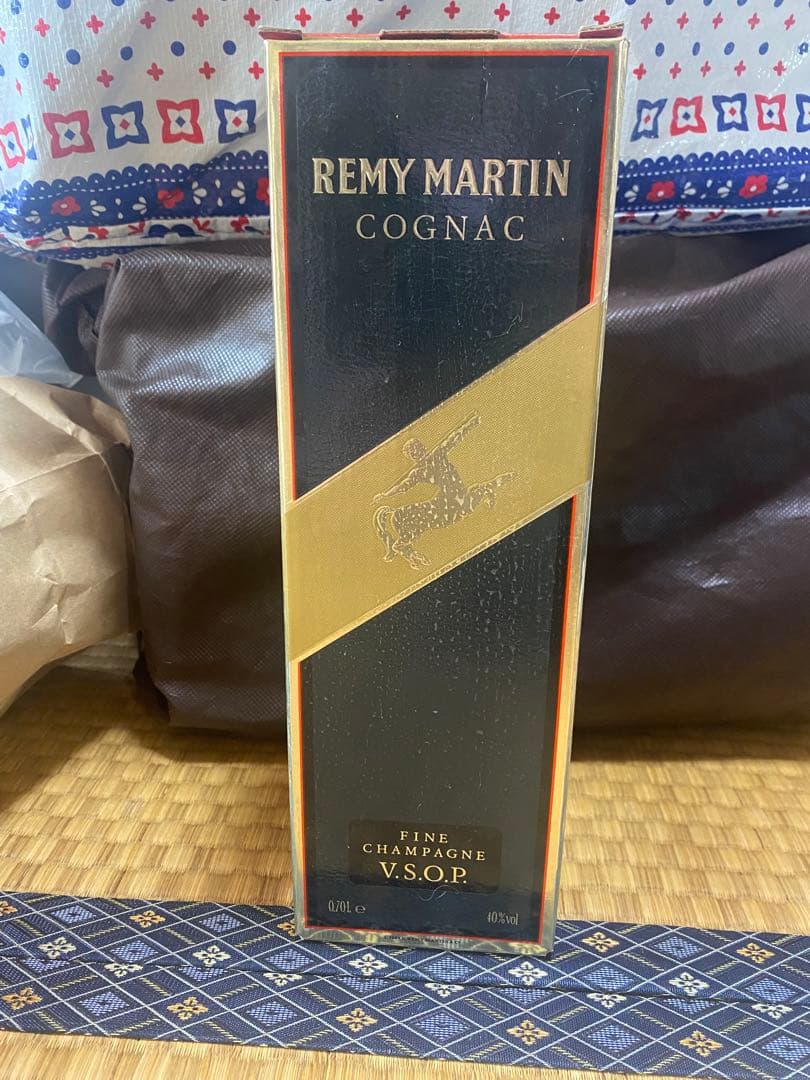 REMY MARTIN
COGNAC
FINE
CHAMPAGNE
V.S.O.P.
0.70L ℮
40%vol